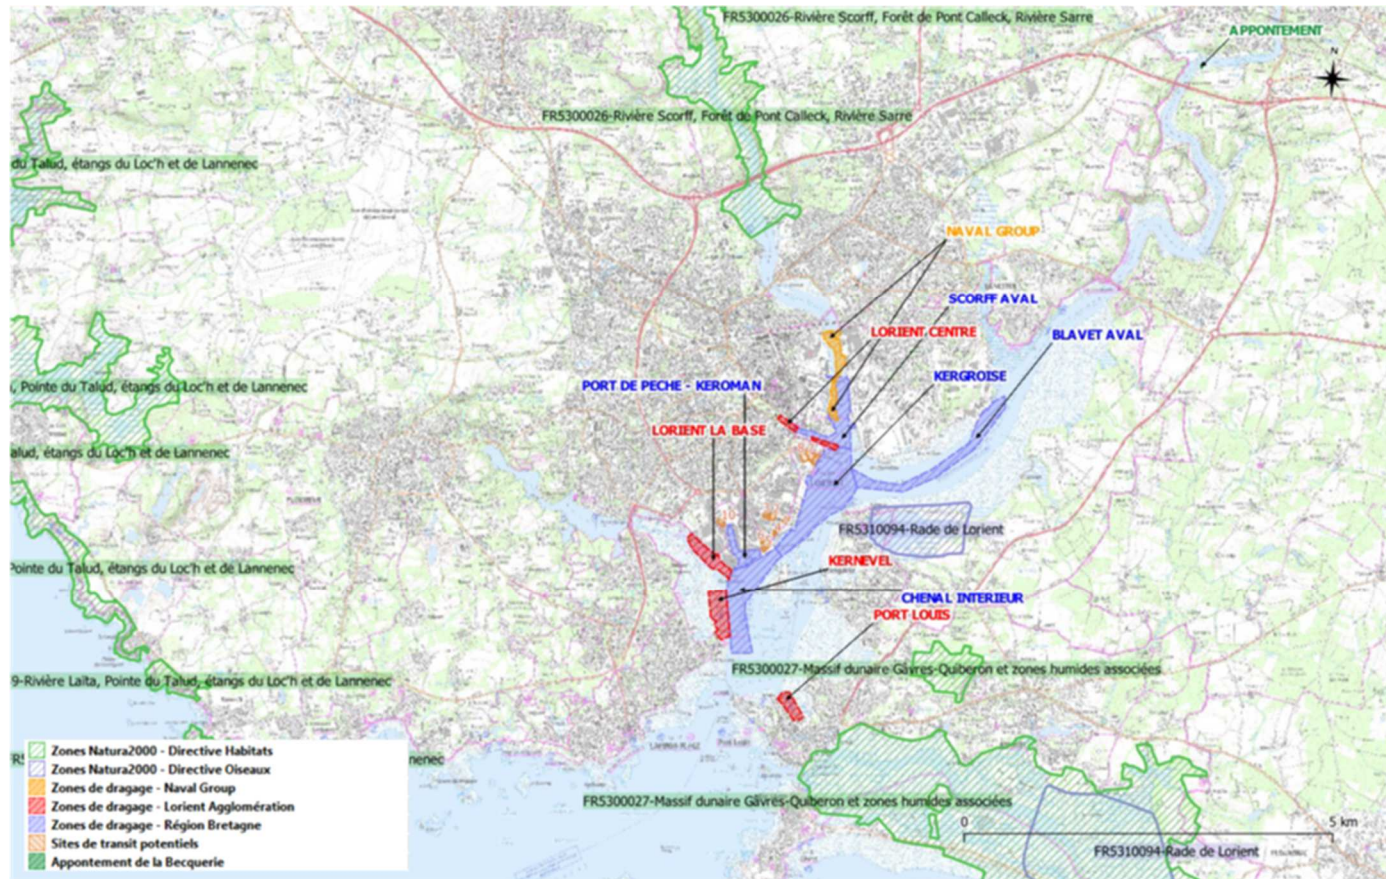 FR5300026-Rivière Scorff, Forêt de Pont Calleck, Rivière Sarre
APPONTEMENT
N
FR5300026-Rivière Scorff, Forêt de Pont Calleck, Rivière Sarre
du Talud, étangs du Loc'h et de Lannenec
NAVAL GROUP
SCORFF AVAL
LORIENT CENTRE
BLAVET AVAL
KERGROISE
PORT DE PECHE - KEROMAN
, Pointe du Talud, étangs du Loc'h et de Lannenec
LORIENT LA BASE
alud, étangs du Loc'h et de Lannenec
FR5310094-Rade de Lorient
KERNEVEL
Pointe du Talud, étangs du Loc'h et de Lannenec
CHENAL INTERIEUR
PORT LOUIS
FR5300027-Massif dunaire Gâvres-Quiberon et zones humides associées
9-Rivière Laïta, Pointe du Talud, étangs du Loc'h et de Lannenec
nenec
Zones Natura2000 - Directive Habitats
Zones Natura2000 - Directive Oiseaux
Zones de dragage - Naval Group
Zones de dragage - Lorient Agglomération
Zones de dragage - Région Bretagne
Sites de transit potentiels
Appontement de la Becquerie
FR5300027-Massif dunaire Gâvres-Quiberon et zones humides associées
0 5 km
FR5310094-Rade de Lorient